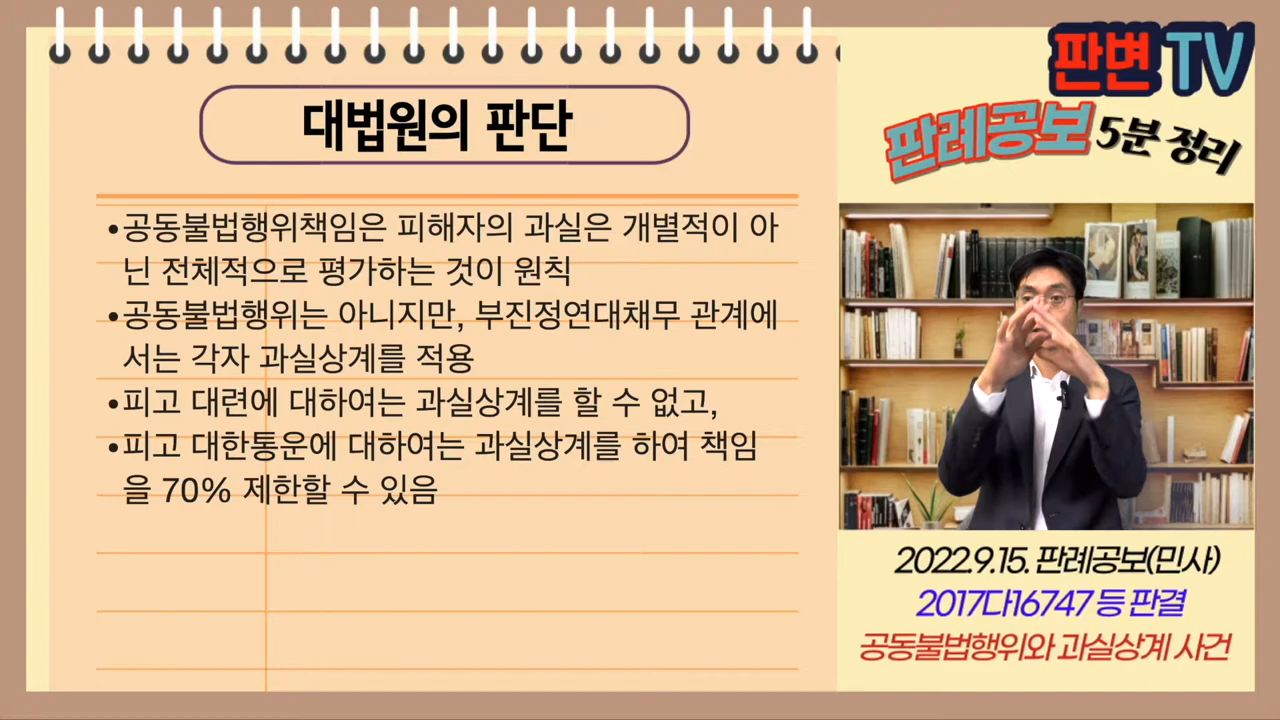 대법원의 판단
•공동불법행위책임은 피해자의 과실은 개별적이 아
닌 전체적으로 평가하는 것이 원칙
•공동불법행위는 아니지만, 부진정연대채무 관계에
서는 각자 과실상계를 적용
•피고 대련에 대하여는 과실상계를 할 수 없고,
•피고 대한통운에 대하여는 과실상계를 하여 책임
을 70% 제한할 수 있음
판변 TV
판례공보 5분 정리
2022.9.15. 판례공보(민사)
2017다16747 등 판결
공동불법행위와 과실상계 사건